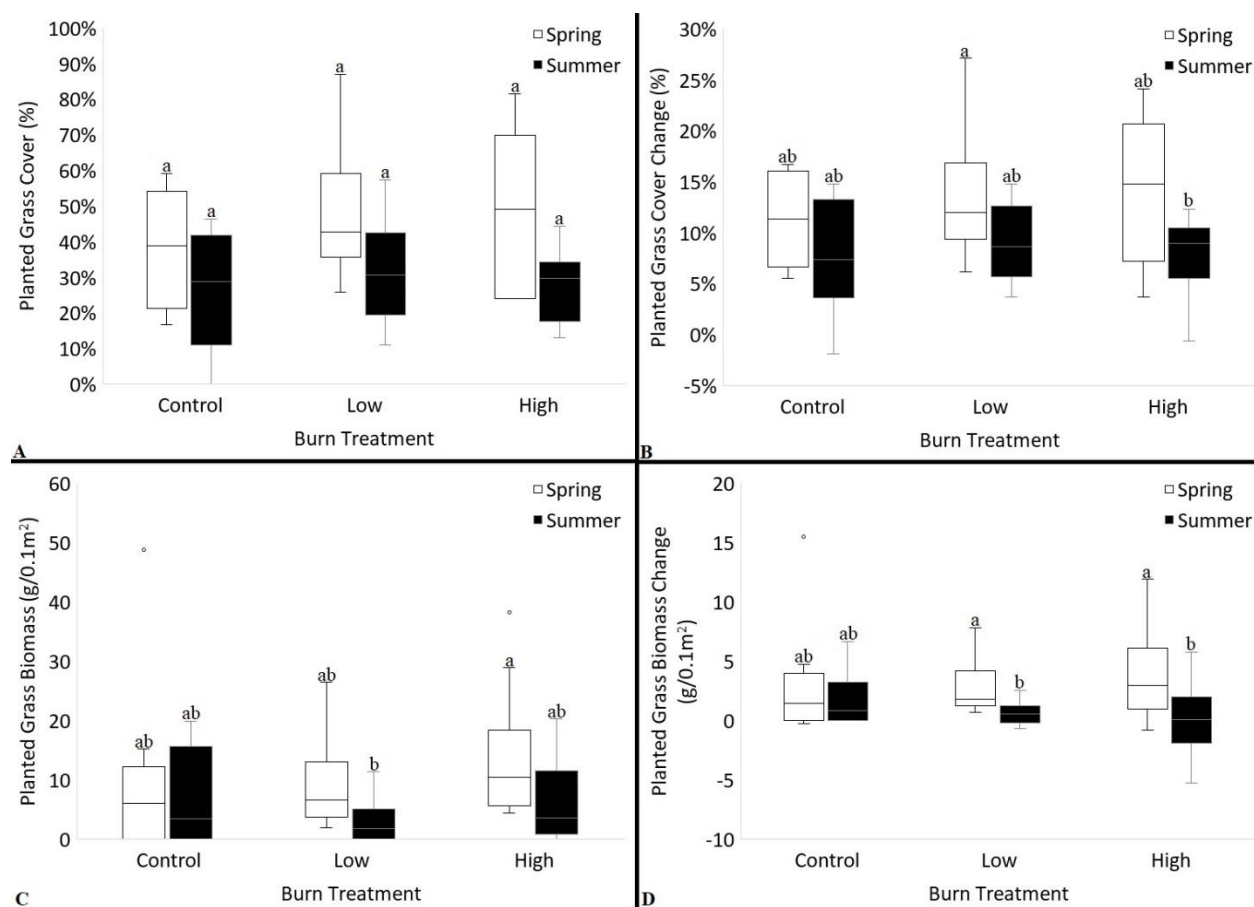 Planted Grass Cover (%)
100%
90%
80%
70%
60%
50%
40%
30%
20%
10%
0%
Spring
Summer
a
a
a
a
a
a
Control
Low
High
Burn Treatment
A
Planted Grass Cover Change (%)
30%
25%
20%
15%
10%
5%
0%
-5%
Spring
Summer
ab
ab
a
ab
ab
b
Control
Low
High
Burn Treatment
B
Planted Grass Biomass (g/0.1m²)
60
50
40
30
20
10
0
Spring
Summer
ab
ab
ab
b
a
ab
Control
Low
High
Burn Treatment
C
Planted Grass Biomass Change
(g/0.1m²)
20
15
10
5
0
-5
-10
Spring
Summer
ab
ab
a
b
a
b
Control
Low
High
Burn Treatment
D